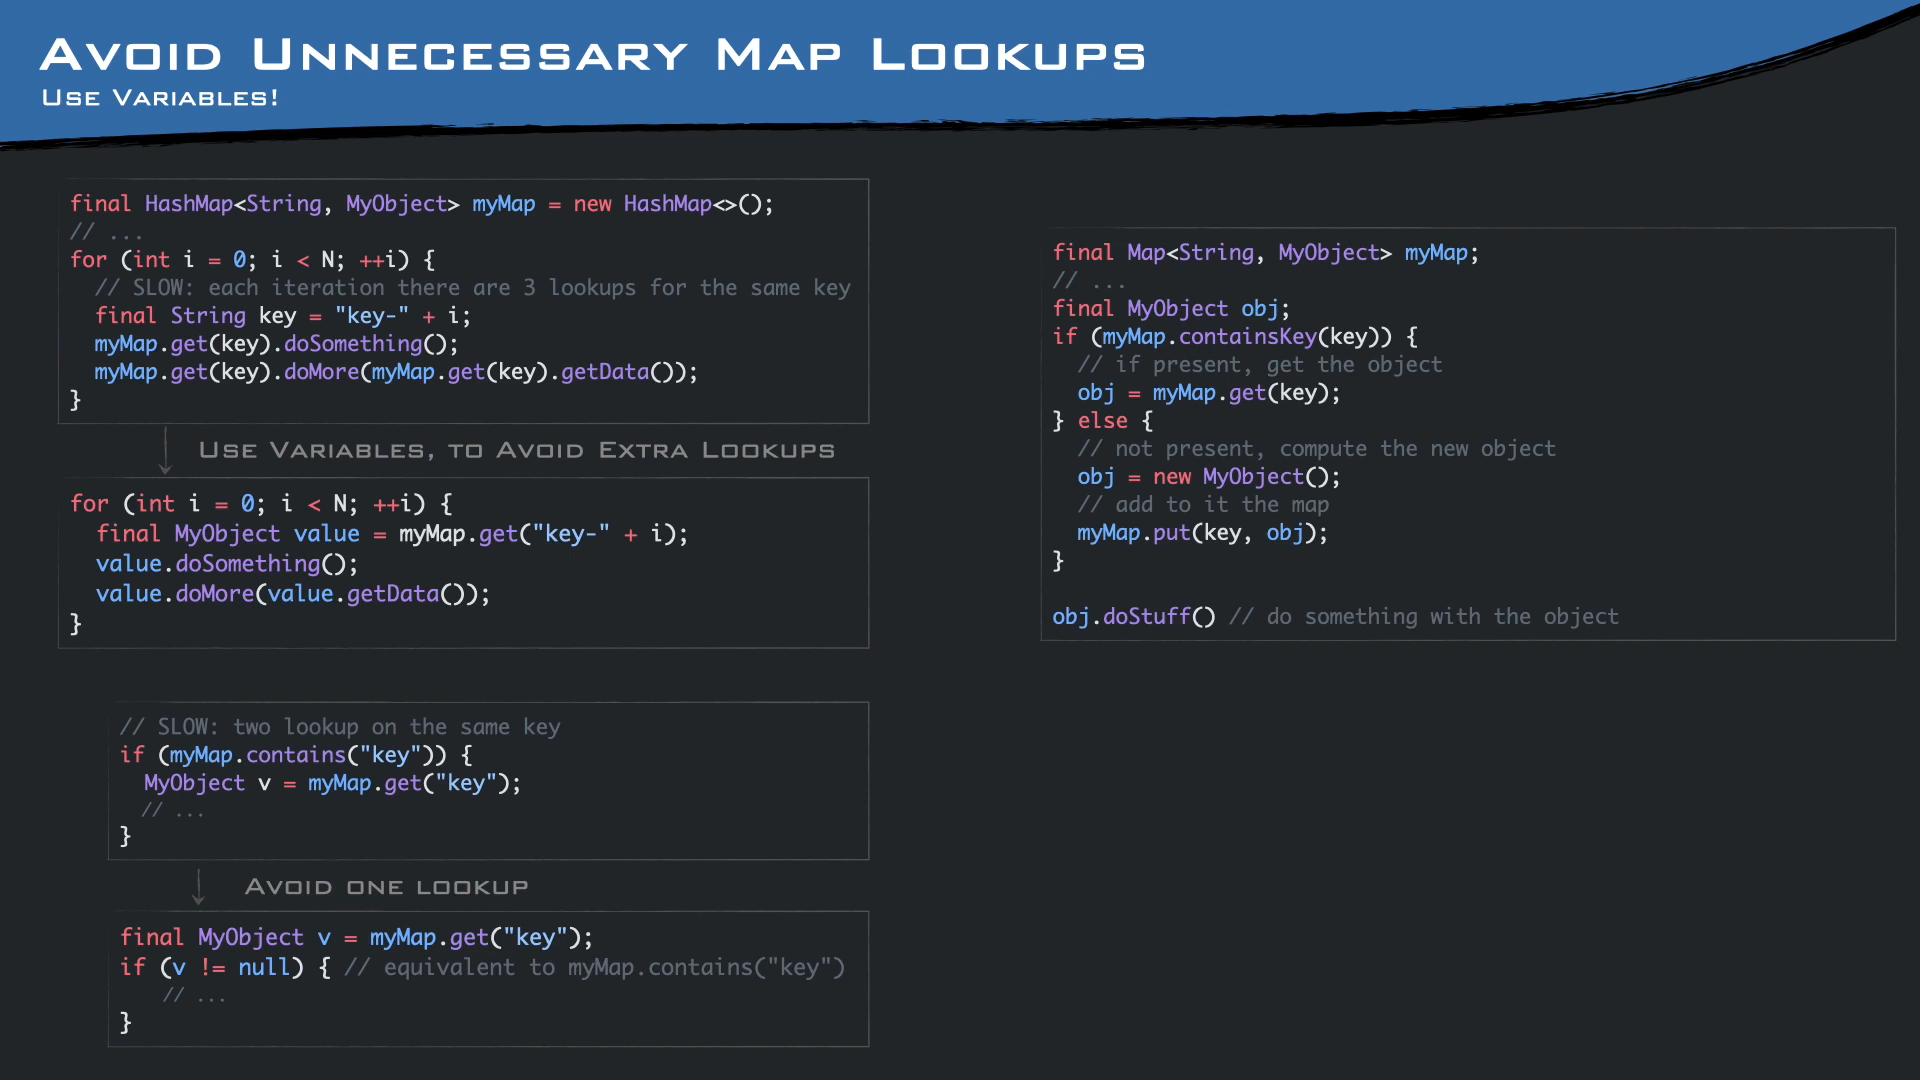 Avoid Unnecessary Map Lookups
Use Variables!
final HashMap<String, MyObject> myMap = new HashMap<>();
// ...
for (int i = 0; i < N; ++i) {
  // SLOW: each iteration there are 3 lookups for the same key
  final String key = "key-" + i;
  myMap.get(key).doSomething();
  myMap.get(key).doMore(myMap.get(key).getData());
}
Use Variables, to Avoid Extra Lookups
for (int i = 0; i < N; ++i) {
  final MyObject value = myMap.get("key-" + i);
  value.doSomething();
  value.doMore(value.getData());
}
// SLOW: two lookup on the same key
if (myMap.contains("key")) {
  MyObject v = myMap.get("key");
  // ...
}
Avoid one lookup
final MyObject v = myMap.get("key");
if (v != null) { // equivalent to myMap.contains("key")
  // ...
}
final Map<String, MyObject> myMap;
// ...
final MyObject obj;
if (myMap.containsKey(key)) {
  // if present, get the object
  obj = myMap.get(key);
} else {
  // not present, compute the new object
  obj = new MyObject();
  // add to it the map
  myMap.put(key, obj);
}
obj.doStuff() // do something with the object